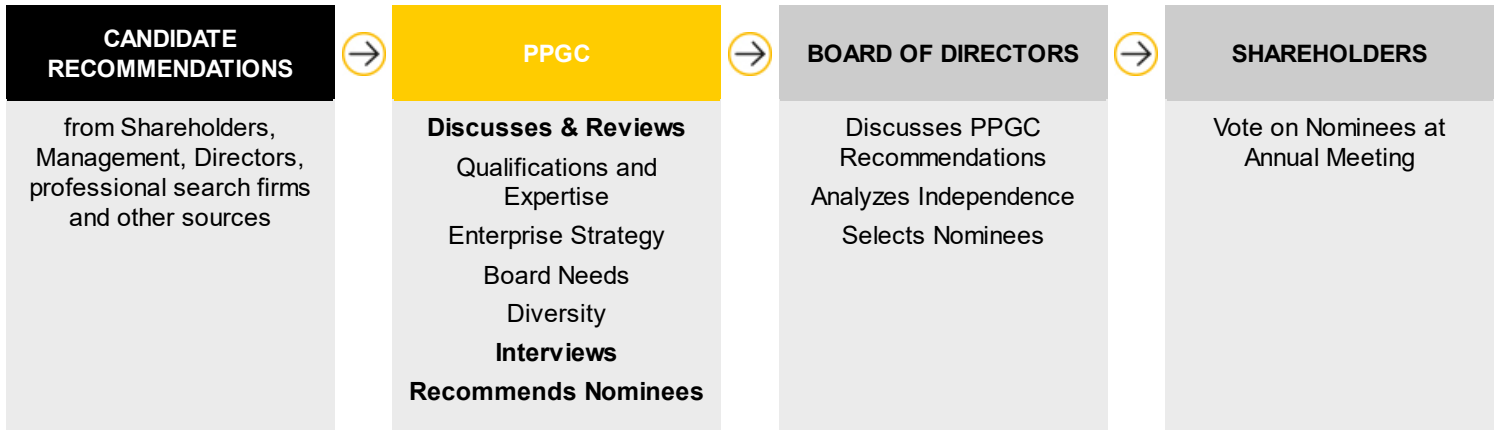 CANDIDATE
RECOMMENDATIONS
from Shareholders,
Management, Directors,
professional search firms
and other sources
PPGC
Discusses & Reviews
Qualifications and
Expertise
Enterprise Strategy
Board Needs
Diversity
Interviews
Recommends Nominees
BOARD OF DIRECTORS
Discusses PPGC
Recommendations
Analyzes Independence
Selects Nominees
SHAREHOLDERS
Vote on Nominees at
Annual Meeting